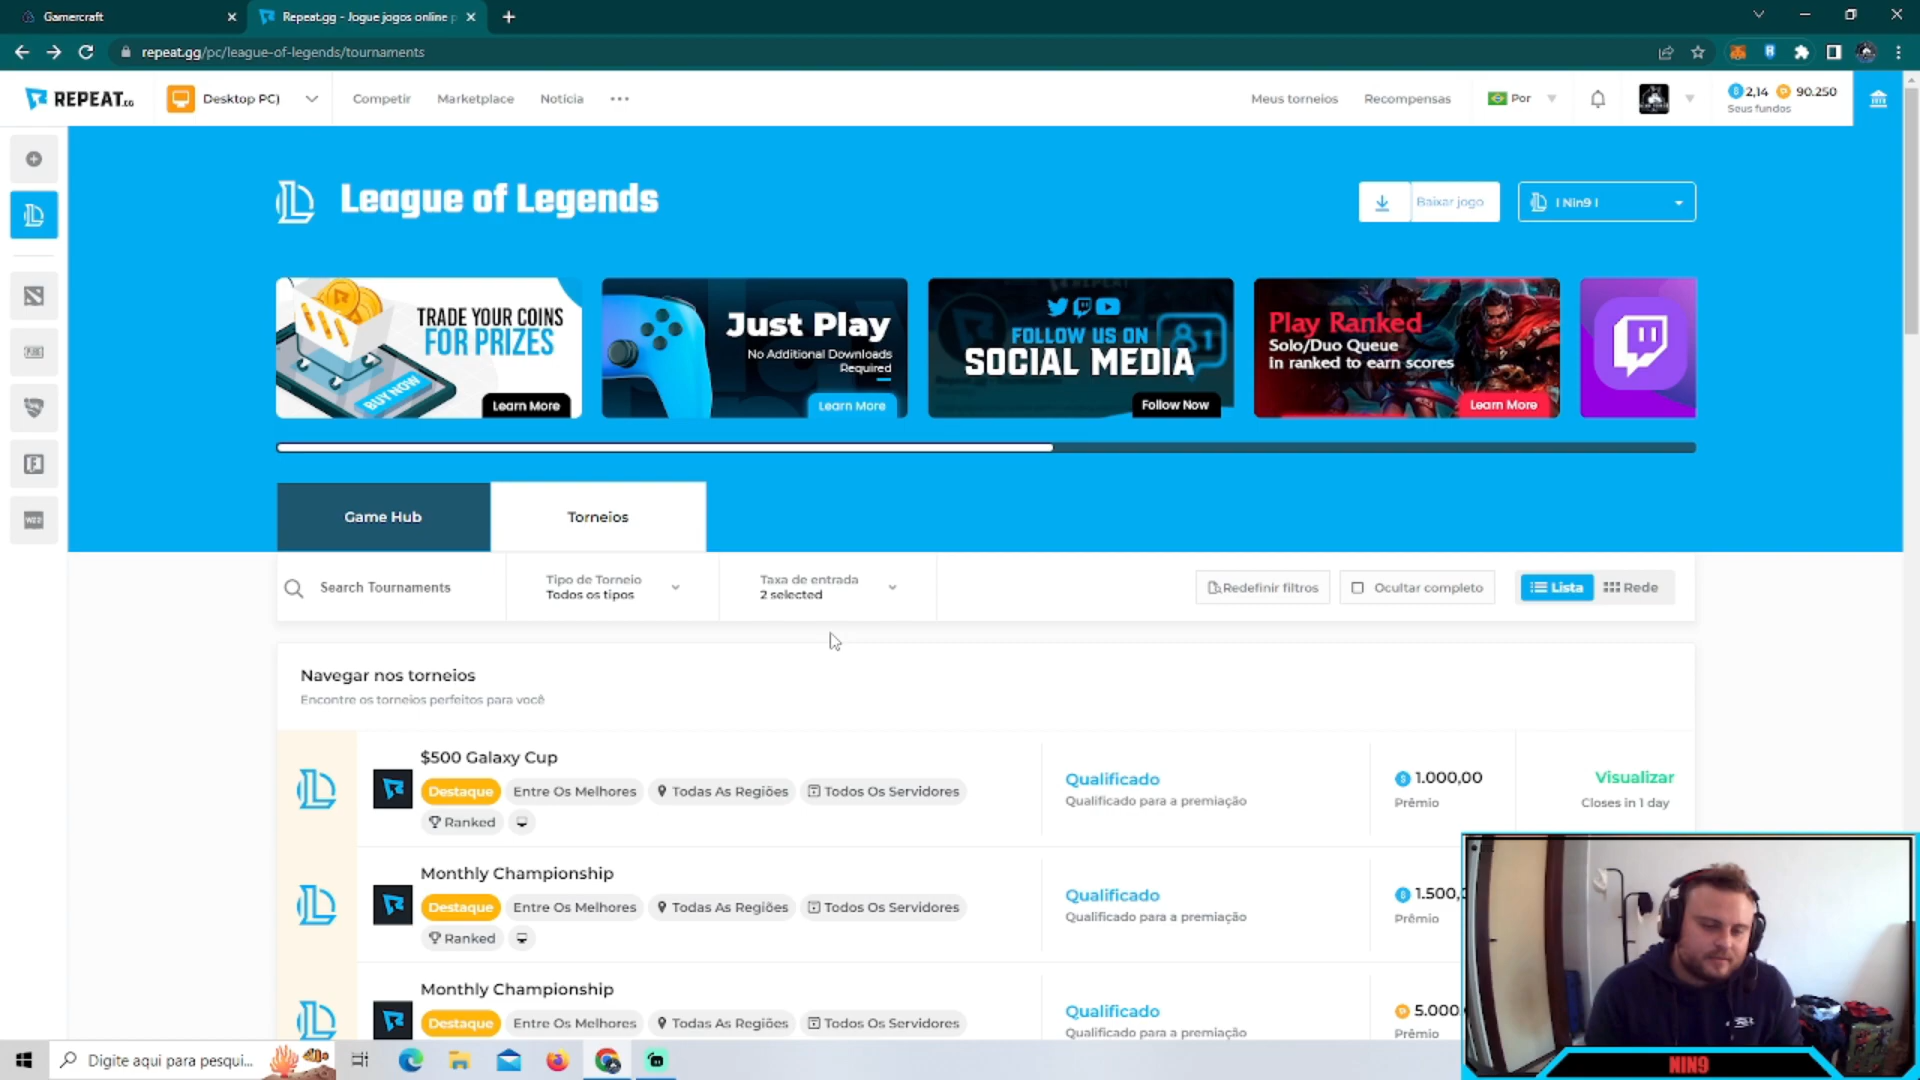 Gamercraft
Repeat.gg - Jogue jogos online p
repeat.gg/pc/league-of-legends/tournaments
REPEAT.GG
Desktop PC)
Competir
Marketplace
Notícia
Meus torneios
Recompensas
Por
2,14
90.250
Seus fundos
League of Legends
Baixar jogo
I Nin9 I
TRADE YOUR COINS
FOR PRIZES
BUY NOW
Learn More
Just Play
No Additional Downloads
Required
Learn More
FOLLOW US ON
SOCIAL MEDIA
Follow Now
Play Ranked
Solo/Duo Queue
in ranked to earn scores
Learn More
Game Hub
Torneios
Search Tournaments
Tipo de Torneio
Todos os tipos
Taxa de entrada
2 selected
Redefinir filtros
Ocultar completo
Lista
Rede
Navegar nos torneios
Encontre os torneios perfeitos para você
$500 Galaxy Cup
Destaque
Entre Os Melhores
Todas As Regiões
Todos Os Servidores
Ranked
Qualificado
Qualificado para a premiação
1.000,00
Prêmio
Visualizar
Closes in 1 day
Monthly Championship
Destaque
Entre Os Melhores
Todas As Regiões
Todos Os Servidores
Ranked
Qualificado
Qualificado para a premiação
1.500,
Prêmio
Monthly Championship
Destaque
Entre Os Melhores
Todas As Regiões
Todos Os Servidores
Qualificado
Qualificado para a premiação
5.000
Prêmio
Digite aqui para pesqui...
NIN9